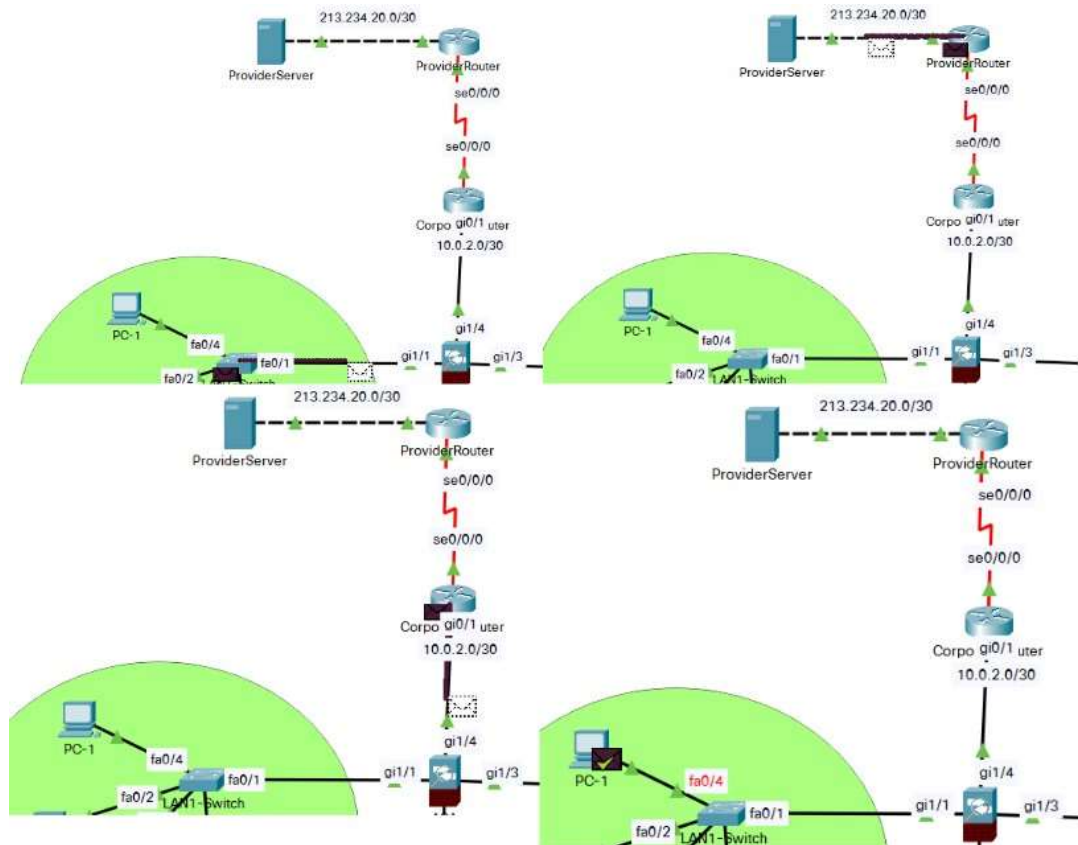 213.234.20.0/30
ProviderServer
ProviderRouter
se0/0/0
se0/0/0
Corpo gi0/1 uter
10.0.2.0/30
PC-1
fa0/4
gi1/4
fa0/2
fa0/1
gi1/1
gi1/3
LAN1-Switch
213.234.20.0/30
ProviderServer
ProviderRouter
se0/0/0
se0/0/0
Corpo gi0/1 uter
10.0.2.0/30
PC-1
fa0/4
gi1/4
fa0/2
fa0/1
gi1/1
gi1/3
LAN1-Switch
213.234.20.0/30
ProviderServer
ProviderRouter
se0/0/0
se0/0/0
Corpo gi0/1 uter
10.0.2.0/30
PC-1
fa0/4
gi1/4
fa0/2
fa0/1
gi1/1
gi1/3
LAN1-Switch
213.234.20.0/30
ProviderServer
ProviderRouter
se0/0/0
se0/0/0
Corpo gi0/1 uter
10.0.2.0/30
PC-1
fa0/4
gi1/4
fa0/2
fa0/1
gi1/1
gi1/3
LAN1-Switch